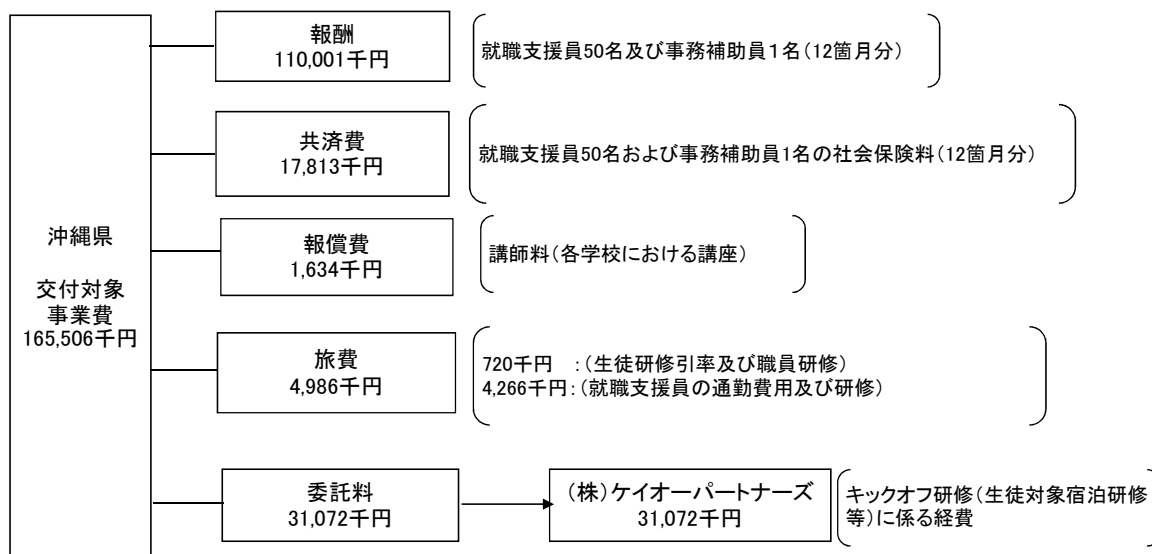 沖縄県
交付対象
事業費
165,506千円
報酬
110,001千円
就職支援員50名及び事務補助員１名（12箇月分）
共済費
17,813千円
就職支援員50名および事務補助員1名の社会保険料（12箇月分）
報償費
1,634千円
講師料（各学校における講座）
旅費
4,986千円
720千円　：（生徒研修引率及び職員研修）
4,266千円：（就職支援員の通勤費用及び研修）
委託料
31,072千円
（株）ケイオーパートナーズ
31,072千円
キックオフ研修（生徒対象宿泊研修
等）に係る経費